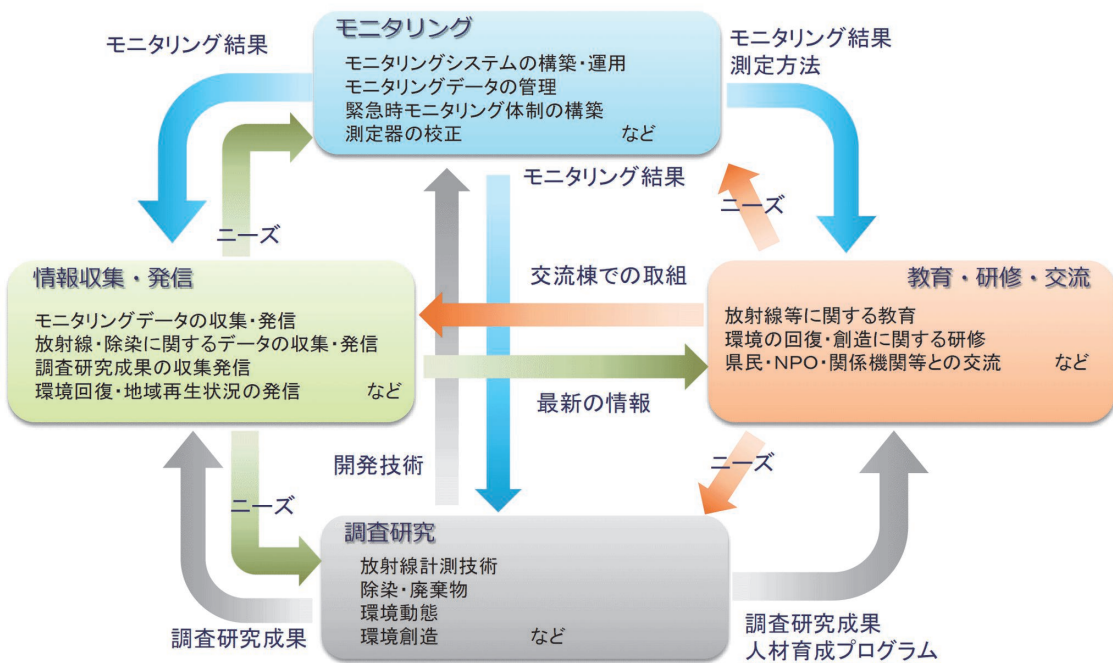 モニタリング
モニタリングシステムの構築・運用
モニタリングデータの管理
緊急時モニタリング体制の構築
測定器の校正 など
モニタリング結果
モニタリング結果
測定方法
ニーズ
モニタリング結果
ニーズ
情報収集・発信
モニタリングデータの収集・発信
放射線・除染に関するデータの収集・発信
調査研究成果の収集発信
環境回復・地域再生状況の発信 など
交流棟での取組
最新の情報
教育・研修・交流
放射線等に関する教育
環境の回復・創造に関する研修
県民・NPO・関係機関等との交流 など
開発技術
ニーズ
ニーズ
調査研究
放射線計測技術
除染・廃棄物
環境動態
環境創造 など
調査研究成果
調査研究成果
人材育成プログラム